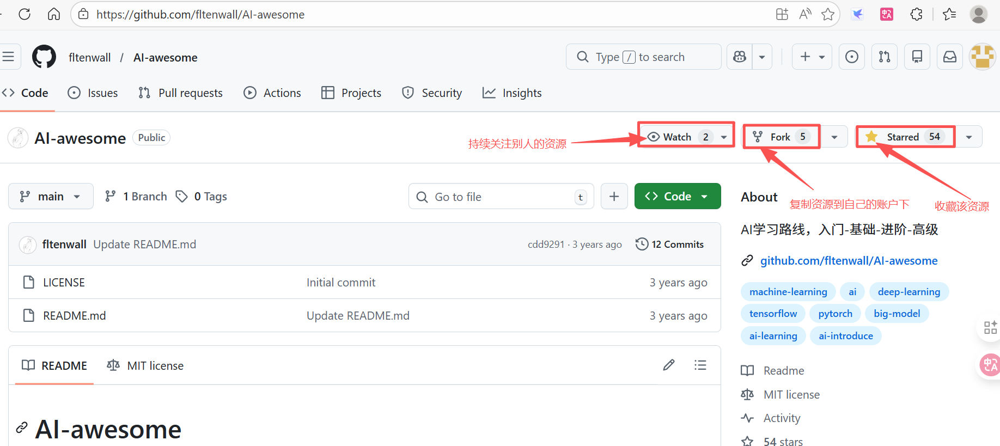 https://github.com/fltenwall/AI-awesome
fltenwall / AI-awesome
Type / to search
Code Issues Pull requests Actions Projects Security Insights
AI-awesome Public
持续关注别人的资源
Watch 2
Fork 5
Starred 54
main
1 Branch
0 Tags
Go to file t
Code
About
复制资源到自己的账户下
收藏该资源
AI学习路线，入门-基础-进阶-高级
fltenwall Update README.md cdd9291 · 3 years ago 12 Commits
github.com/fltenwall/AI-awesome
LICENSE Initial commit 3 years ago
machine-learning ai deep-learning
README.md Update README.md 3 years ago
tensorflow pytorch big-model
ai-learning ai-introduce
README MIT license
Readme
MIT license
Activity
54 stars
AI-awesome